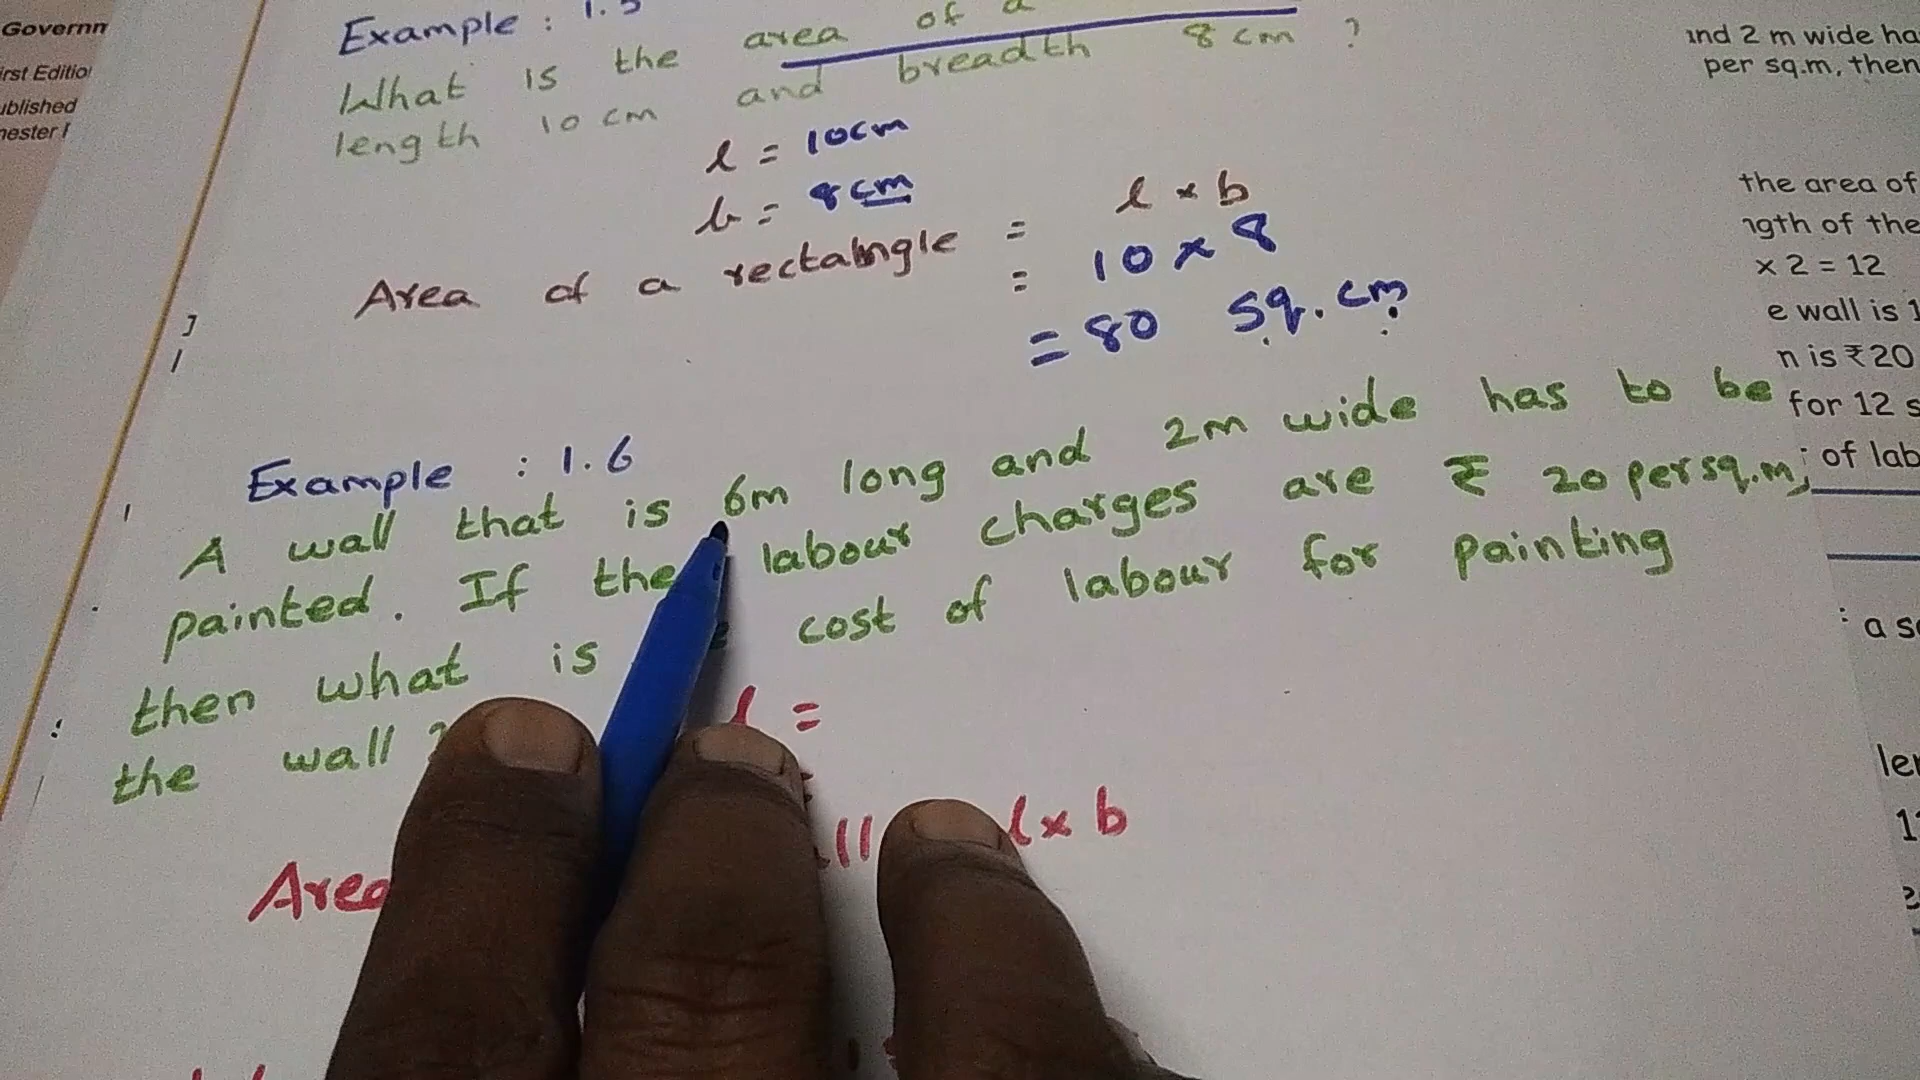 Governm
irst Editio
ublished
nester I
Example : 1.5
What is the area of a
length 10 cm and breadth 8 cm ?
l = 10cm
b = 8cm
Area of a rectangle = l × b
= 10 × 8
= 80 sq.cm
Example : 1.6
A wall that is 6m long and 2m wide has to be
painted. If the labour charges are ₹ 20 per sq.m,
then what is cost of labour for painting
the wall ?
l =
Area ll l × b
and 2 m wide ha
per sq.m, then
the area of
ngth of the
x 2 = 12
e wall is 1
n is ₹20
for 12 s
of lab
: a sq
len